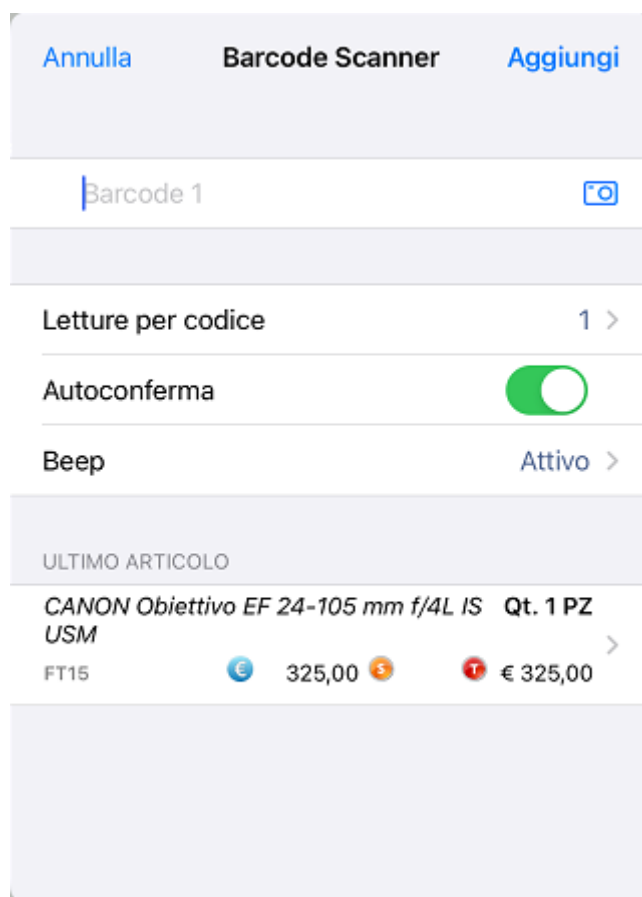 Annulla Barcode Scanner Aggiungi
Barcode 1
Letture per codice 1
Autoconferma
Beep Attivo
ULTIMO ARTICOLO
CANON Obiettivo EF 24-105 mm f/4L IS Qt. 1 PZ
USM
FT15 € 325,00 S T € 325,00